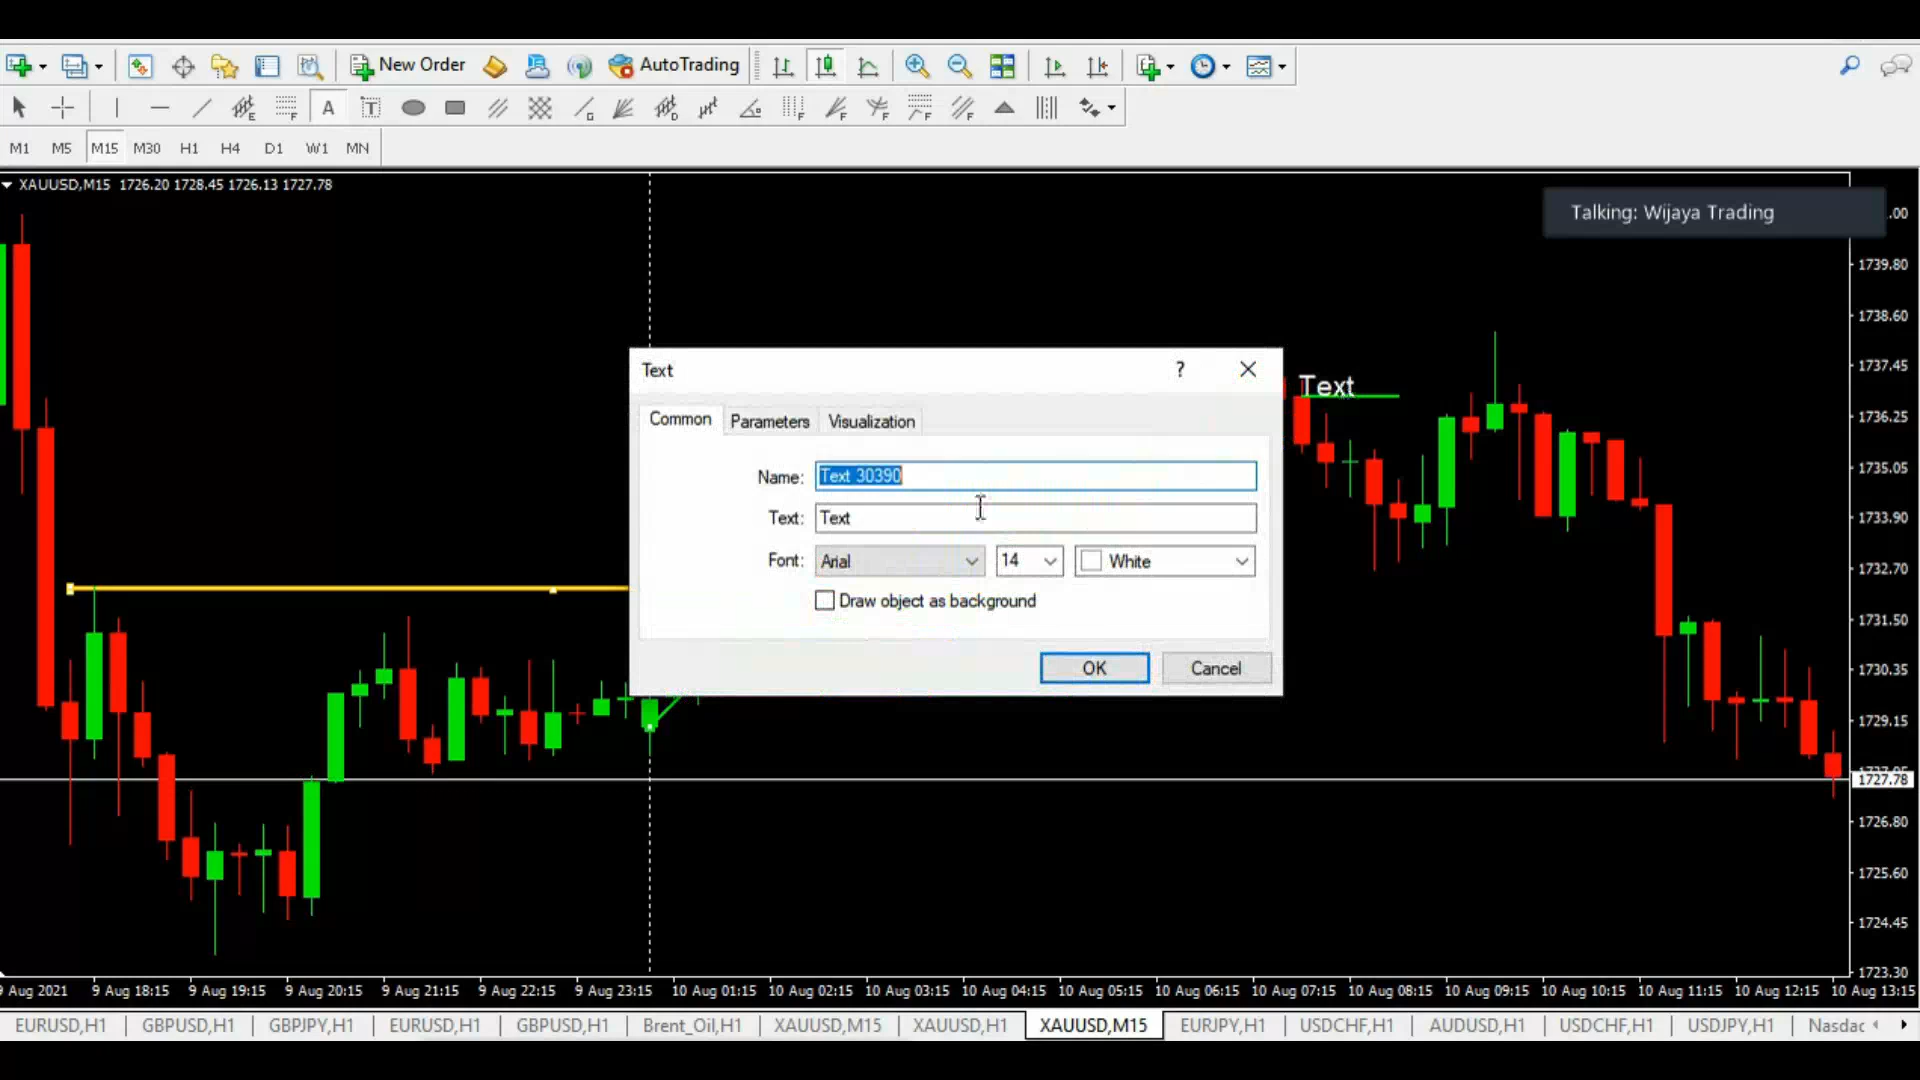 New Order
AutoTrading
A
T
M1 M5 M15 M30 H1 H4 D1 W1 MN
XAUUSD,M15 1726.20 1728.45 1726.13 1727.78
Talking: Wijaya Trading
.00
1739.80
1738.60
1737.45
1736.25
1735.05
1733.90
1732.70
1731.50
1730.35
1729.15
1727.78
1726.80
1725.60
1724.45
1723.30
Text
Text
?
Common Parameters Visualization
Name: Text 30390
Text: Text
Font: Arial 14 White
Draw object as background
OK Cancel
9 Aug 2021 9 Aug 18:15 9 Aug 19:15 9 Aug 20:15 9 Aug 21:15 9 Aug 22:15 9 Aug 23:15 10 Aug 01:15 10 Aug 02:15 10 Aug 03:15 10 Aug 04:15 10 Aug 05:15 10 Aug 06:15 10 Aug 07:15 10 Aug 08:15 10 Aug 09:15 10 Aug 10:15 10 Aug 11:15 10 Aug 12:15 10 Aug 13:15
EURUSD,H1 GBPUSD,H1 GBPJPY,H1 EURUSD,H1 GBPUSD,H1 Brent_Oil,H1 XAUUSD,M15 XAUUSD,H1 XAUUSD,M15 EURJPY,H1 USDCHF,H1 AUDUSD,H1 USDCHF,H1 USDJPY,H1 Nasdac